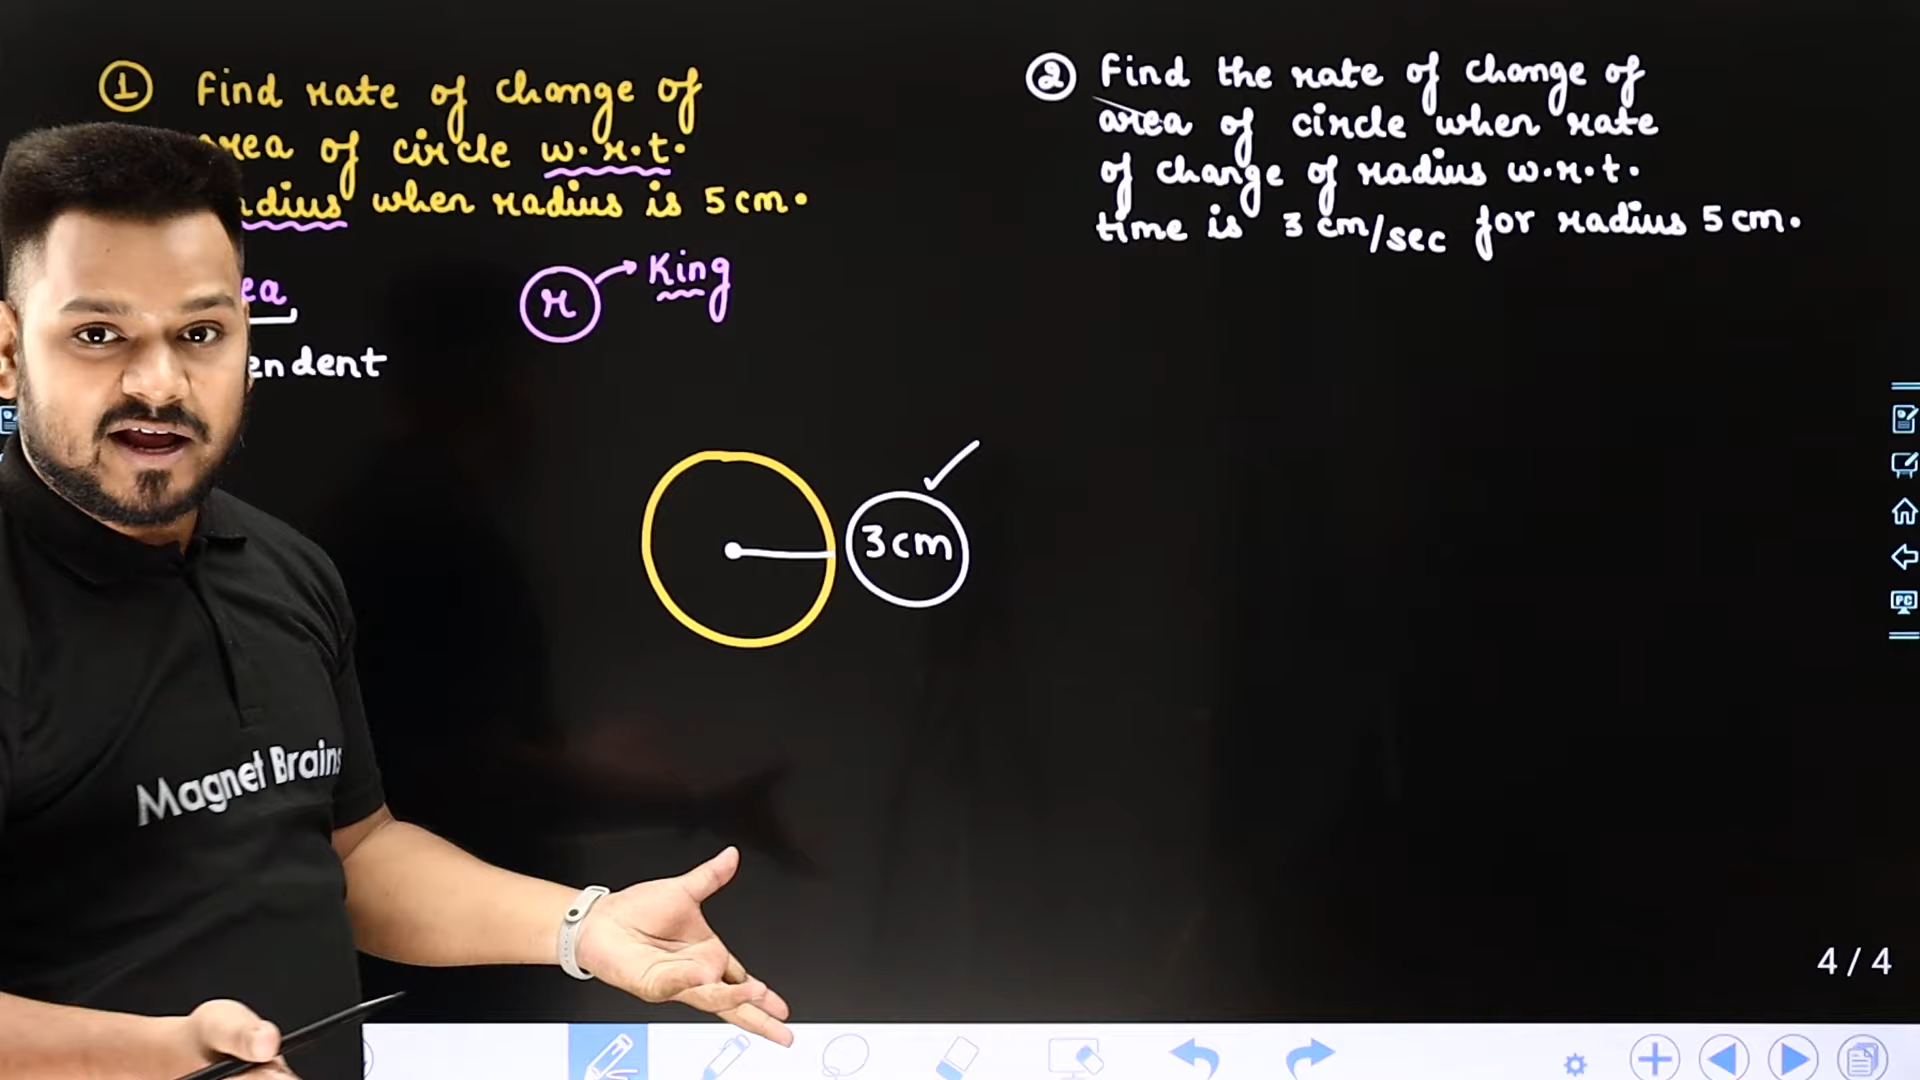 1 Find rate of change of
area of circle w.r.t.
radius when radius is 5 cm.
r King
3cm
2 Find the rate of change of
area of circle when rate
of change of radius w.r.t.
time is 3 cm/sec for radius 5 cm.
Magnet Brains
PC
4 / 4